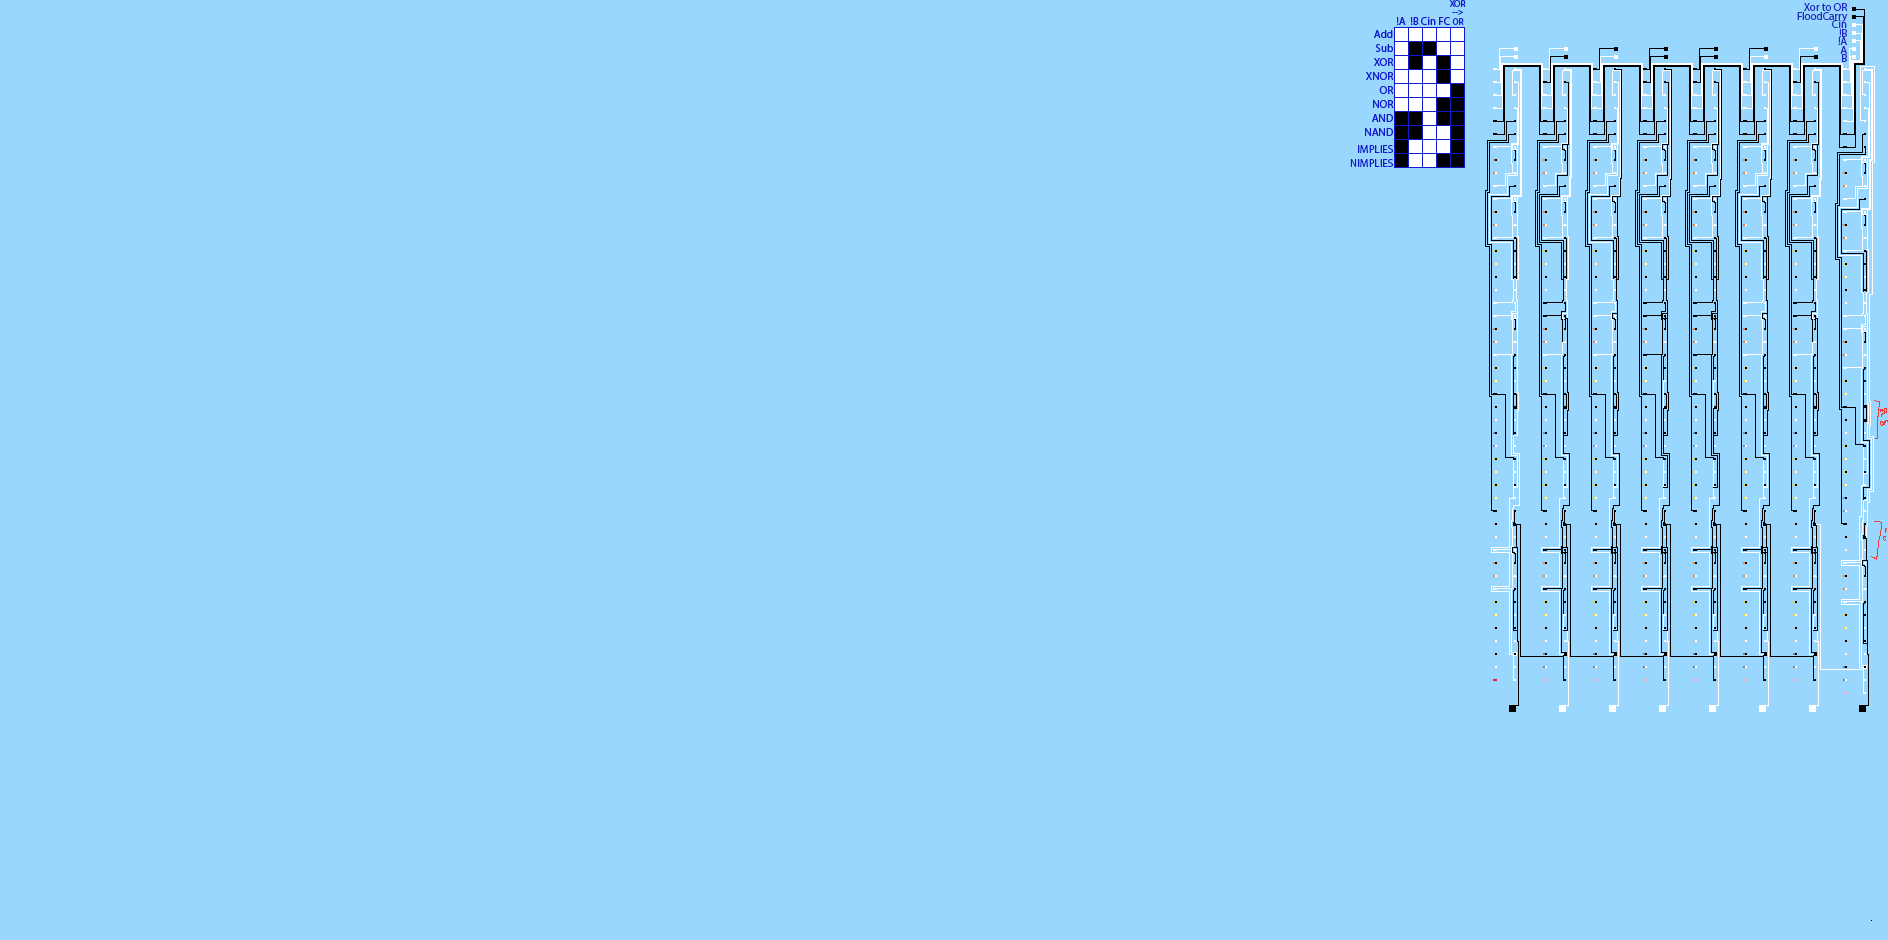 XOR
-->
!A !B Cin FC OR
Add
Sub
XOR
XNOR
OR
NOR
AND
NAND
IMPLIES
NIMPLIES
Xor to OR
FloodCarry
Cin
!B
!A
A
B